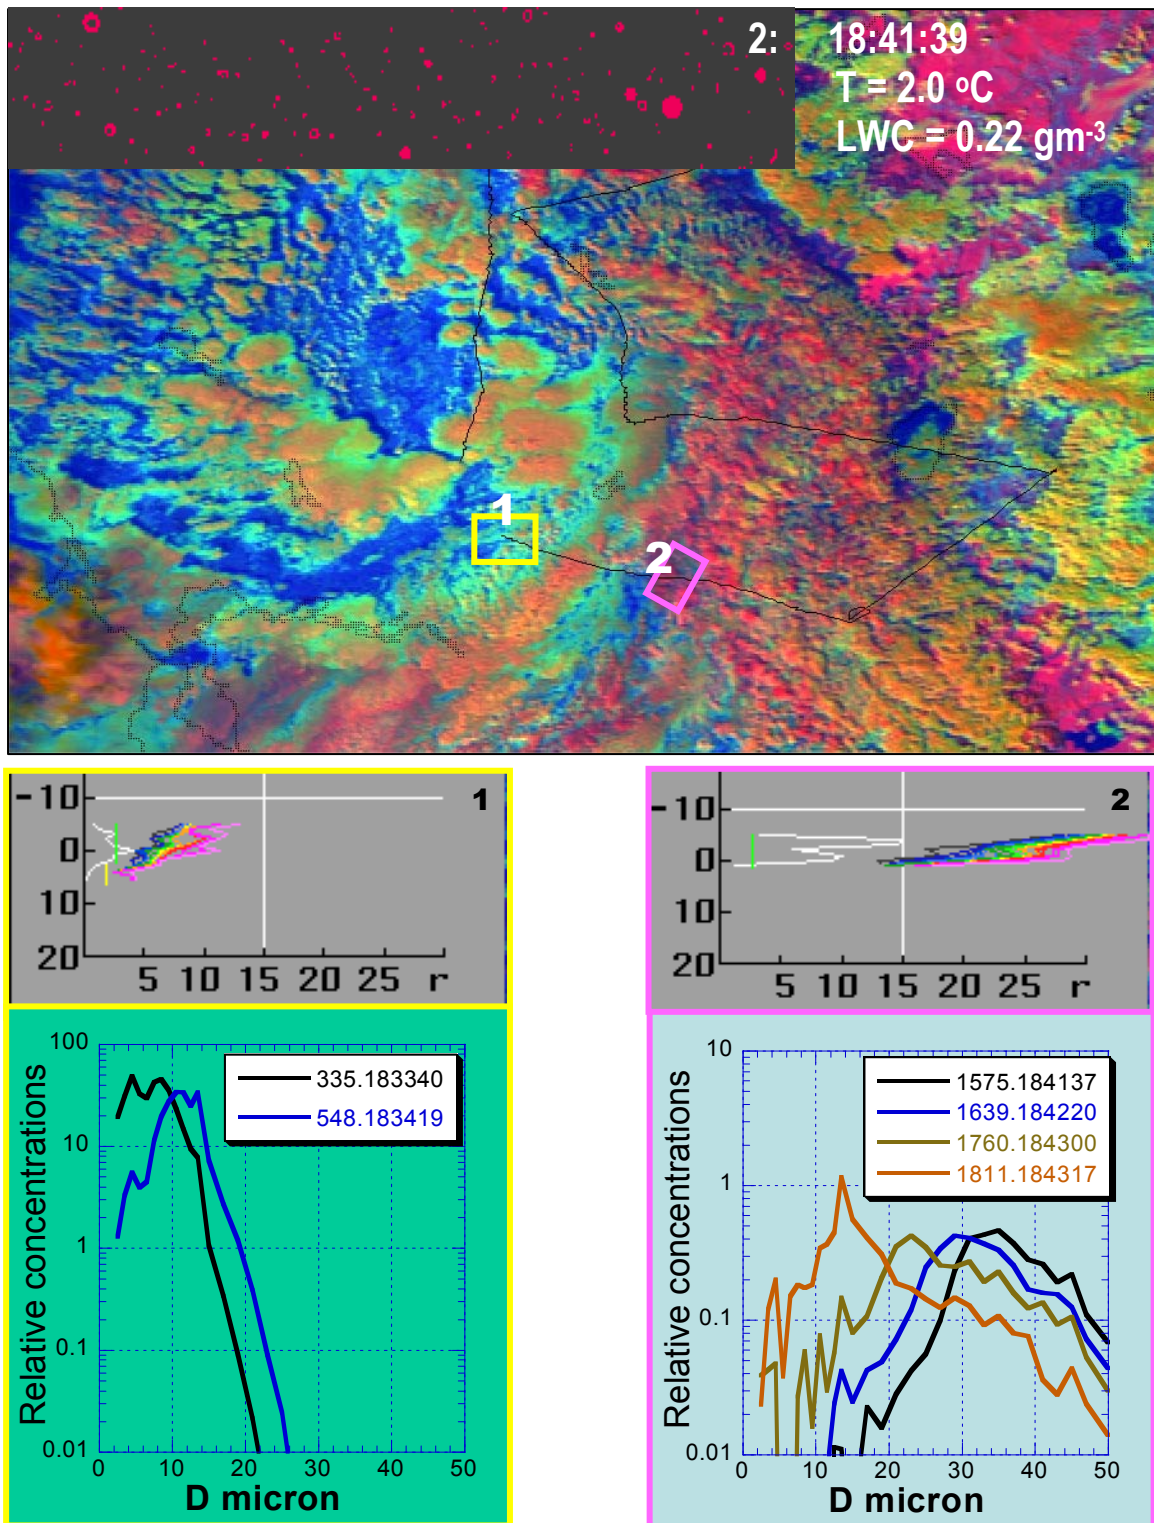 2: 18:41:39
T = 2.0 °C
LWC = 0.22 gm-3
1
2
-10
0
10
20
5 10 15 20 25 r
1
-10
0
10
20
5 10 15 20 25 r
2
Relative concentrations
100
10
1
0.1
0.01
0 10 20 30 40 50
D micron
335.183340
548.183419
Relative concentrations
10
1
0.1
0.01
0 10 20 30 40 50
D micron
1575.184137
1639.184220
1760.184300
1811.184317